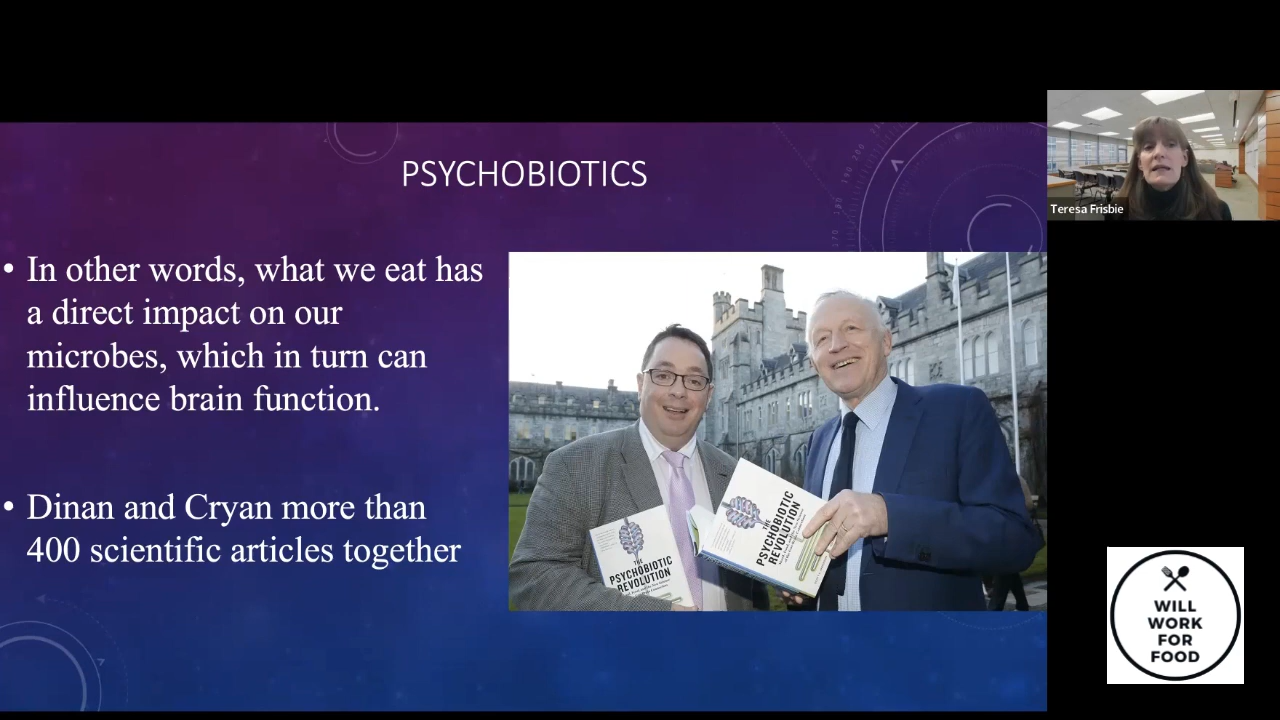 PSYCHOBIOTICS
• In other words, what we eat has
a direct impact on our
microbes, which in turn can
influence brain function.
• Dinan and Cryan more than
400 scientific articles together
THE
PSYCHOBIOTIC
REVOLUTION
THE
PSYCHOBIOTIC
REVOLUTION
Teresa Frisbie
WILL
WORK
FOR
FOOD